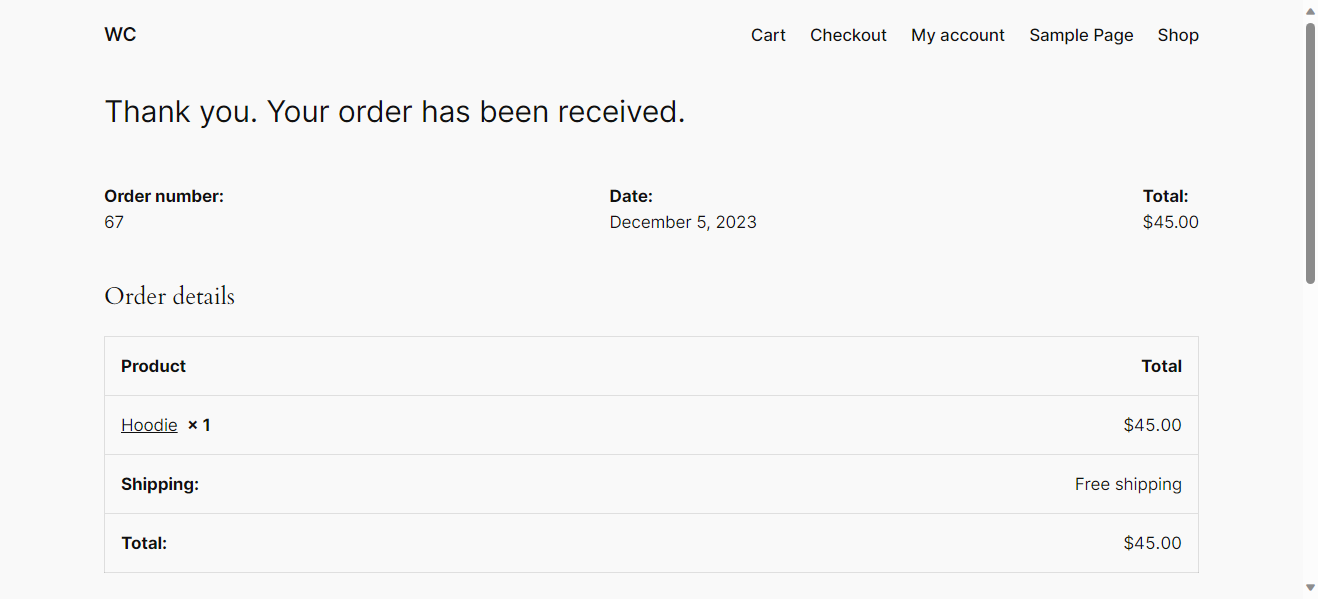 WC Cart Checkout My account Sample Page Shop
Thank you. Your order has been received.
Order number: Date: Total:
67 December 5, 2023 $45.00
Order details
Product Total
Hoodie × 1 $45.00
Shipping: Free shipping
Total: $45.00